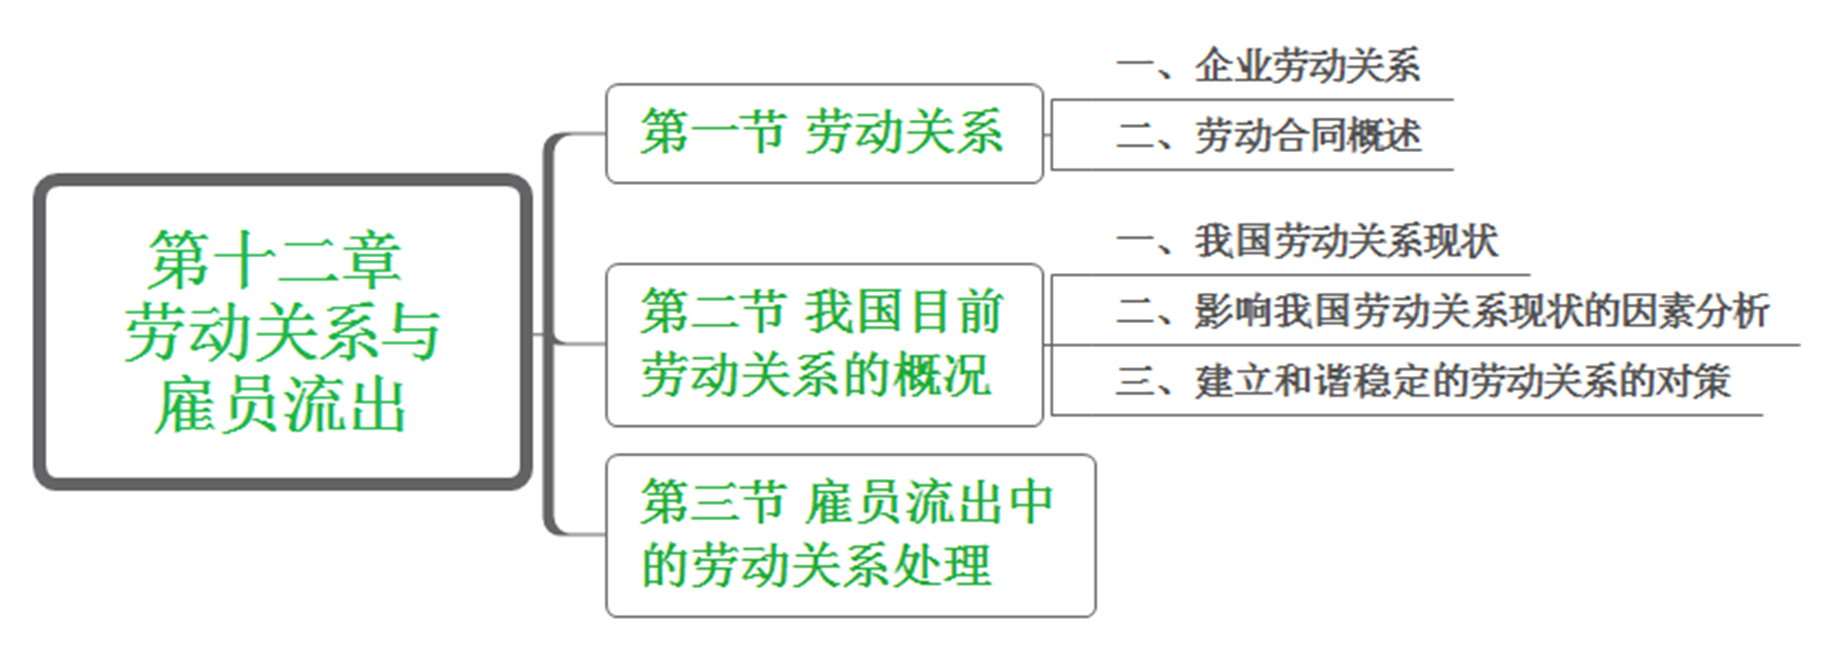 第十二章
劳动关系与
雇员流出
第一节 劳动关系
一、企业劳动关系
二、劳动合同概述
第二节 我国目前
劳动关系的概况
一、我国劳动关系现状
二、影响我国劳动关系现状的因素分析
三、建立和谐稳定的劳动关系的对策
第三节 雇员流出中
的劳动关系处理